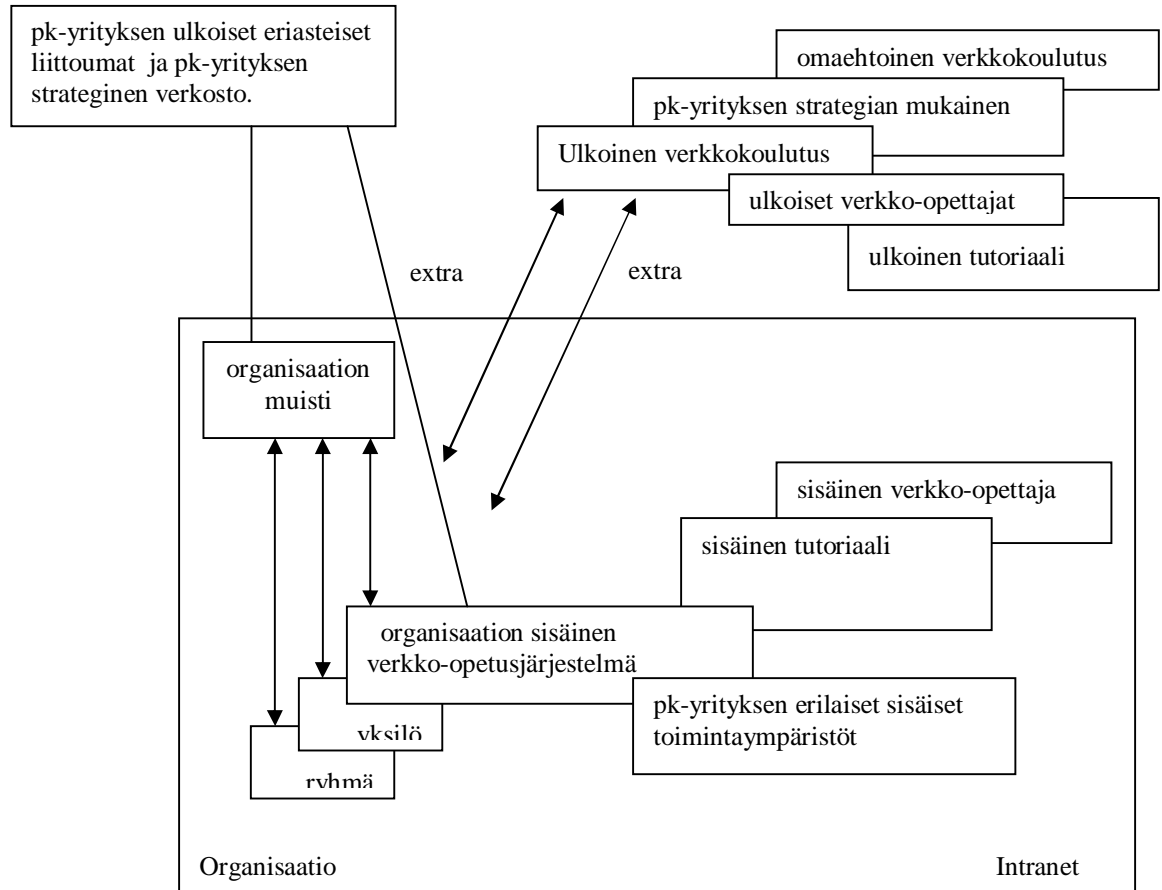 pk-yrityksen ulkoiset eriasteiset
liittoumat ja pk-yrityksen
strateginen verkosto.
omaehtoinen verkkokoulutus
pk-yrityksen strategian mukainen
Ulkoinen verkkokoulutus
ulkoiset verkko-opettajat
ulkoinen tutoriaali
extra
extra
organisaation
muisti
sisäinen verkko-opettaja
sisäinen tutoriaali
organisaation sisäinen
verkko-opetusjärjestelmä
pk-yrityksen erilaiset sisäiset
toimintaympäristöt
yksilö
ryhmä
Organisaatio
Intranet